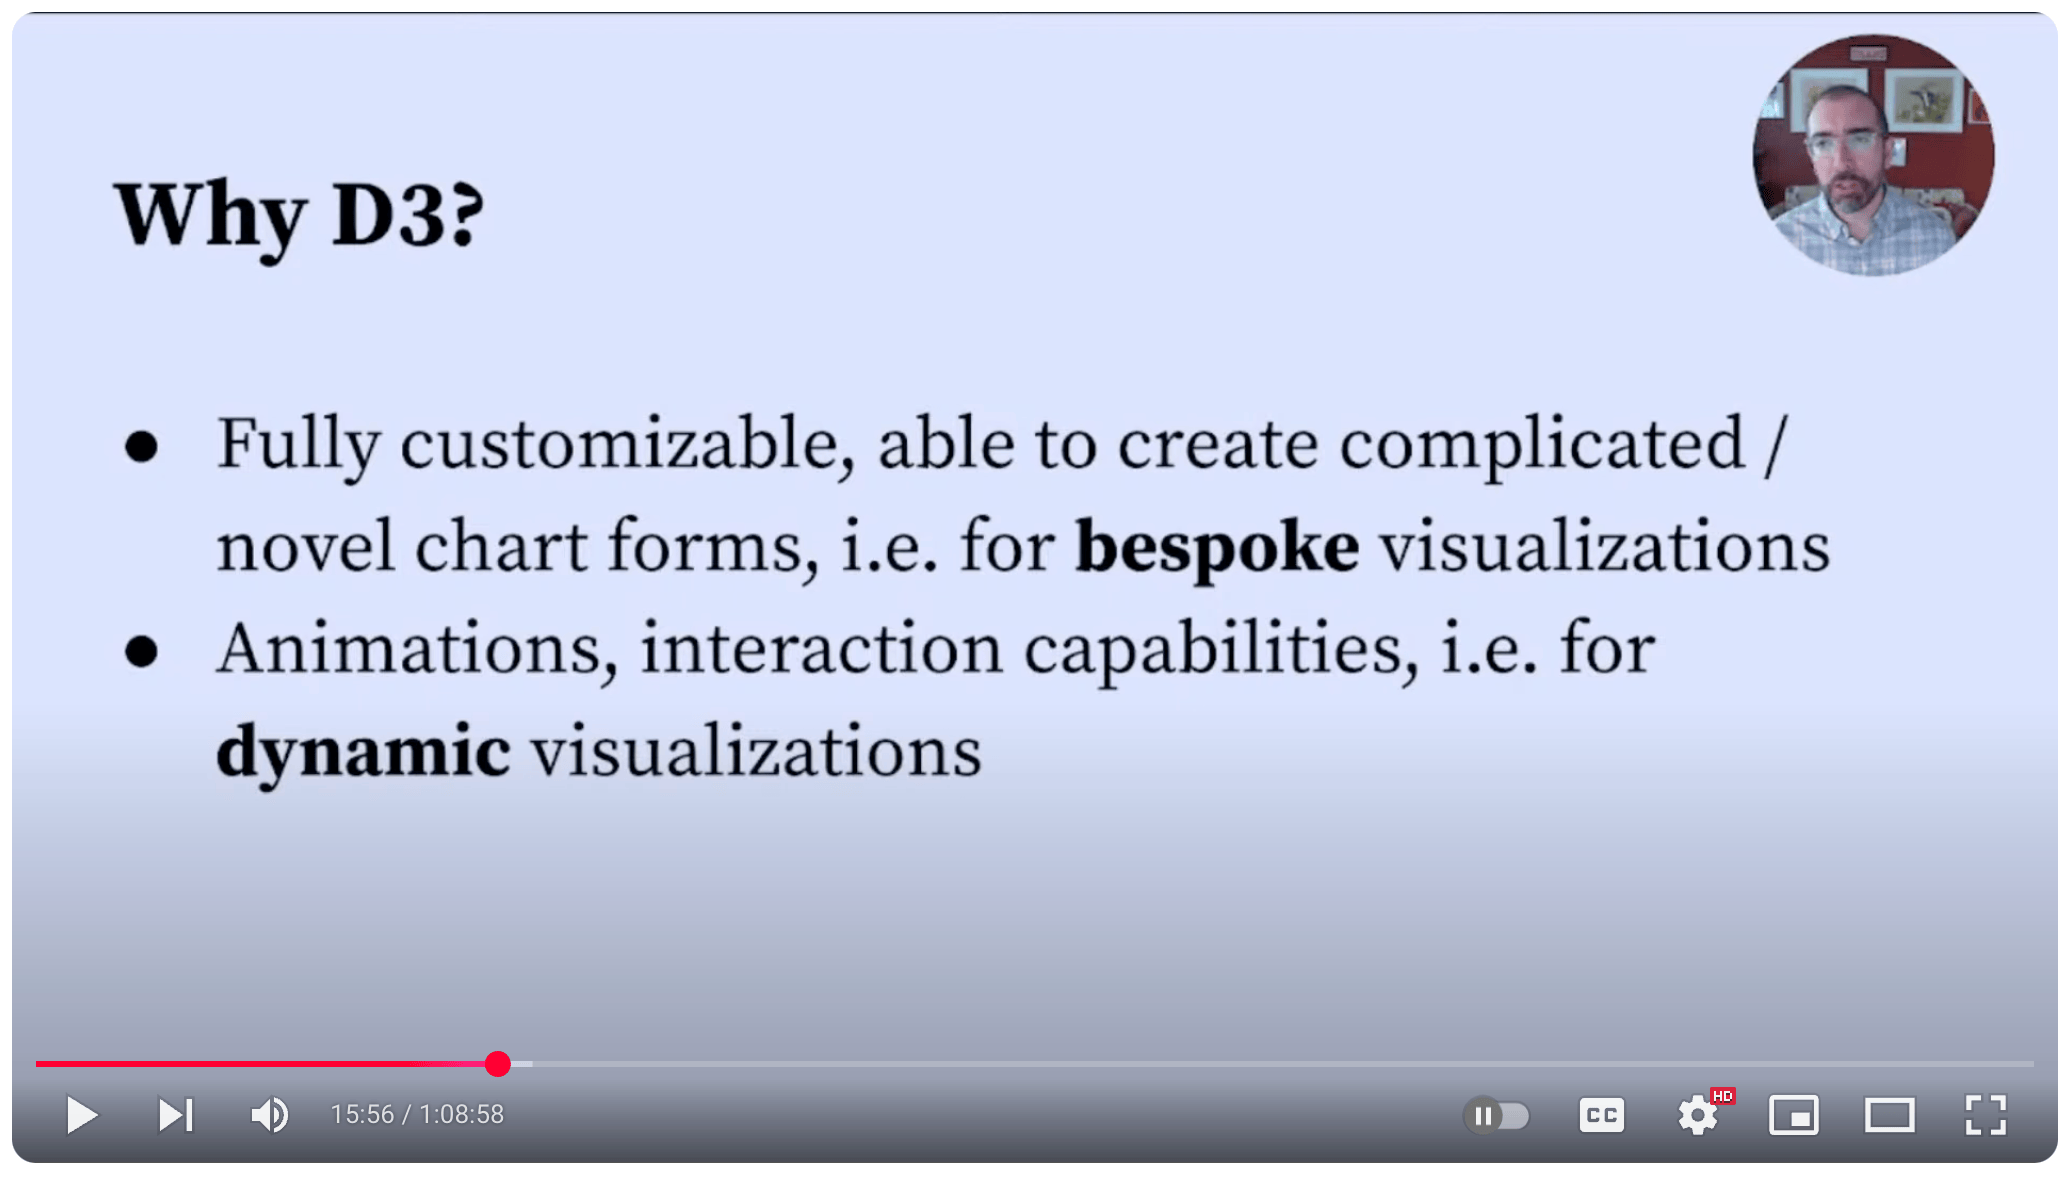 Why D3?
● Fully customizable, able to create complicated /
novel chart forms, i.e. for bespoke visualizations
● Animations, interaction capabilities, i.e. for
dynamic visualizations
15:56 / 1:08:58
CC
HD